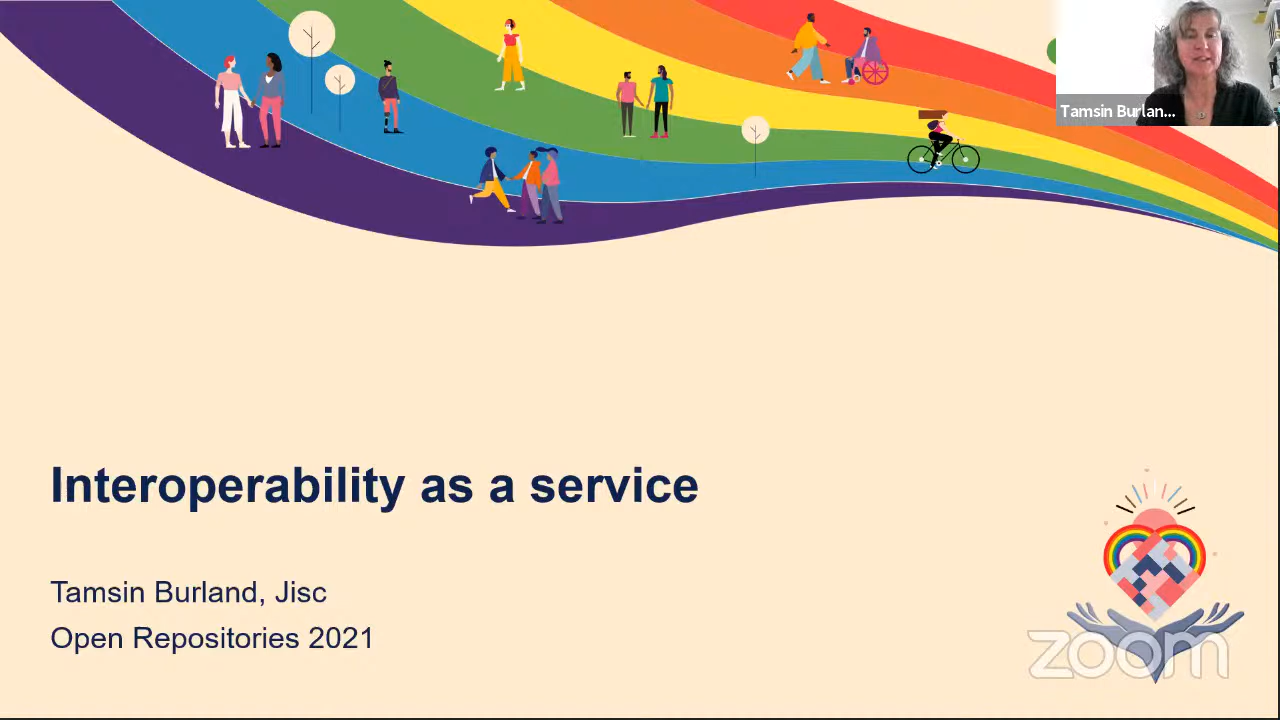 Tamsin Burlan...
Interoperability as a service
Tamsin Burland, Jisc
Open Repositories 2021
zoom